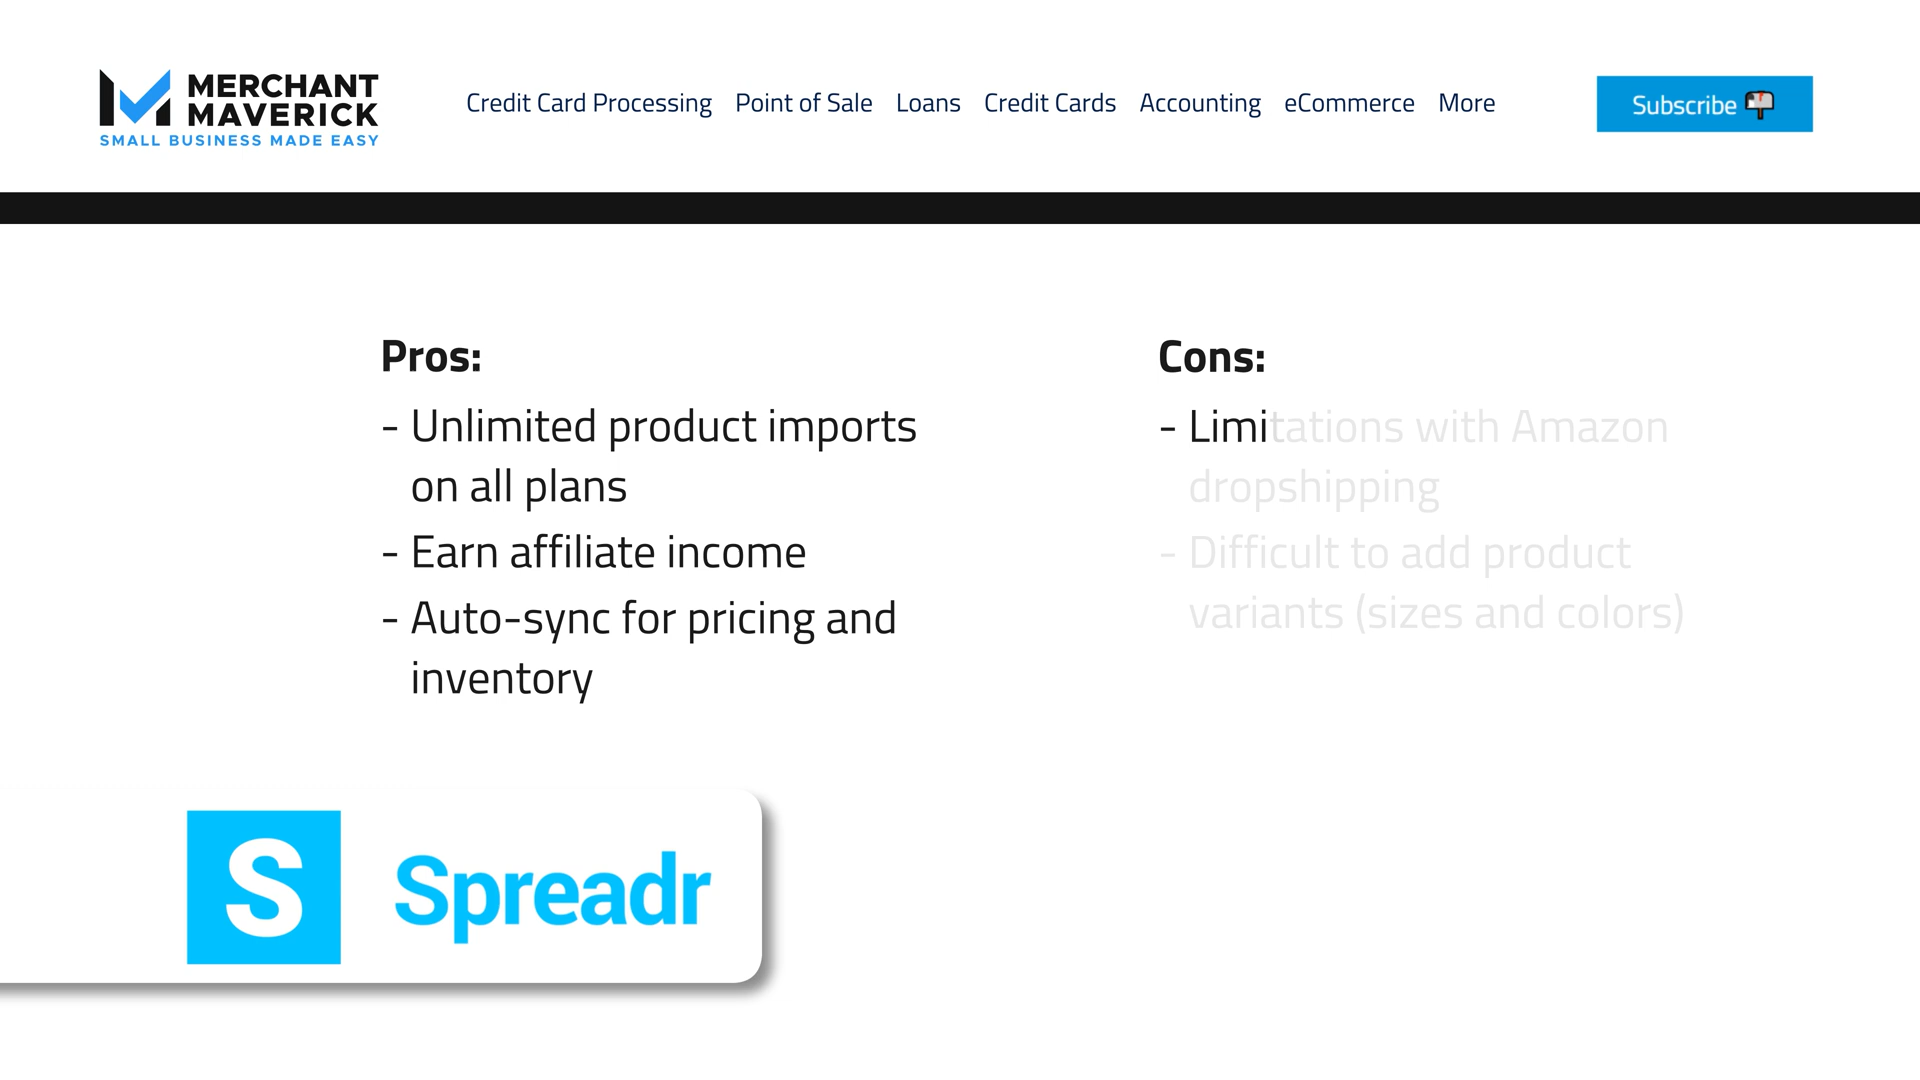 MERCHANT
MAVERICK
SMALL BUSINESS MADE EASY
Credit Card Processing Point of Sale Loans Credit Cards Accounting eCommerce More
Subscribe
Pros:
- Unlimited product imports
on all plans
- Earn affiliate income
- Auto-sync for pricing and
inventory
Cons:
- Limitations with Amazon
dropshipping
- Difficult to add product
variants (sizes and colors)
S Spreadr